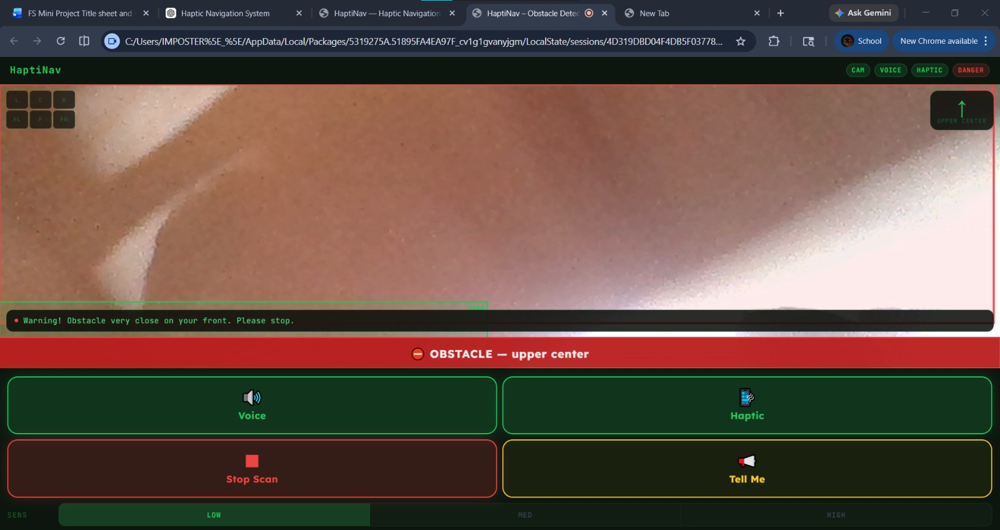 FS Mini Project Title sheet and
Haptic Navigation System
HaptiNav — Haptic Navigation
HaptiNav – Obstacle Detec
New Tab
Ask Gemini
C:/Users/IMPOSTER%5E_%5E/AppData/Local/Packages/5319275A.51895FA4EA97F_cv1g1gvanyjgm/LocalState/sessions/4D319DBD04F4DB5F03778...
School
New Chrome available
HaptiNav
CAM
VOICE
HAPTIC
DANGER
L C R
FL F FR
↑
UPPER CENTER
Warning! Obstacle very close on your front. Please stop.
OBSTACLE — upper center
Voice
Haptic
Stop Scan
Tell Me
SENS
LOW
MED
HIGH